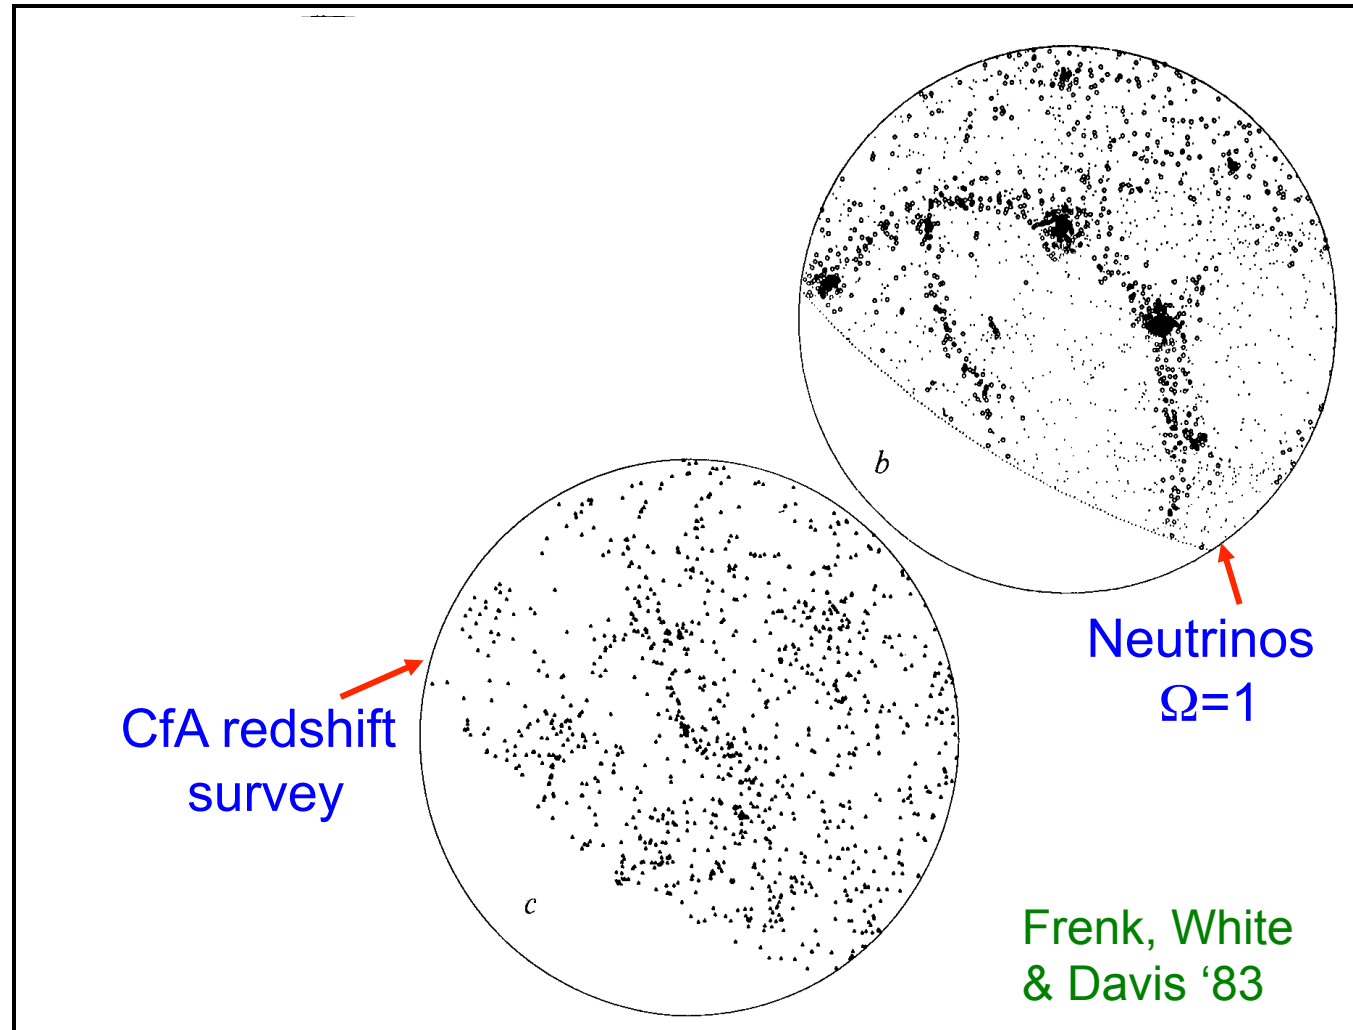 b
Neutrinos
Ω=1
CfA redshift
survey
c
Frenk, White
& Davis ‘83